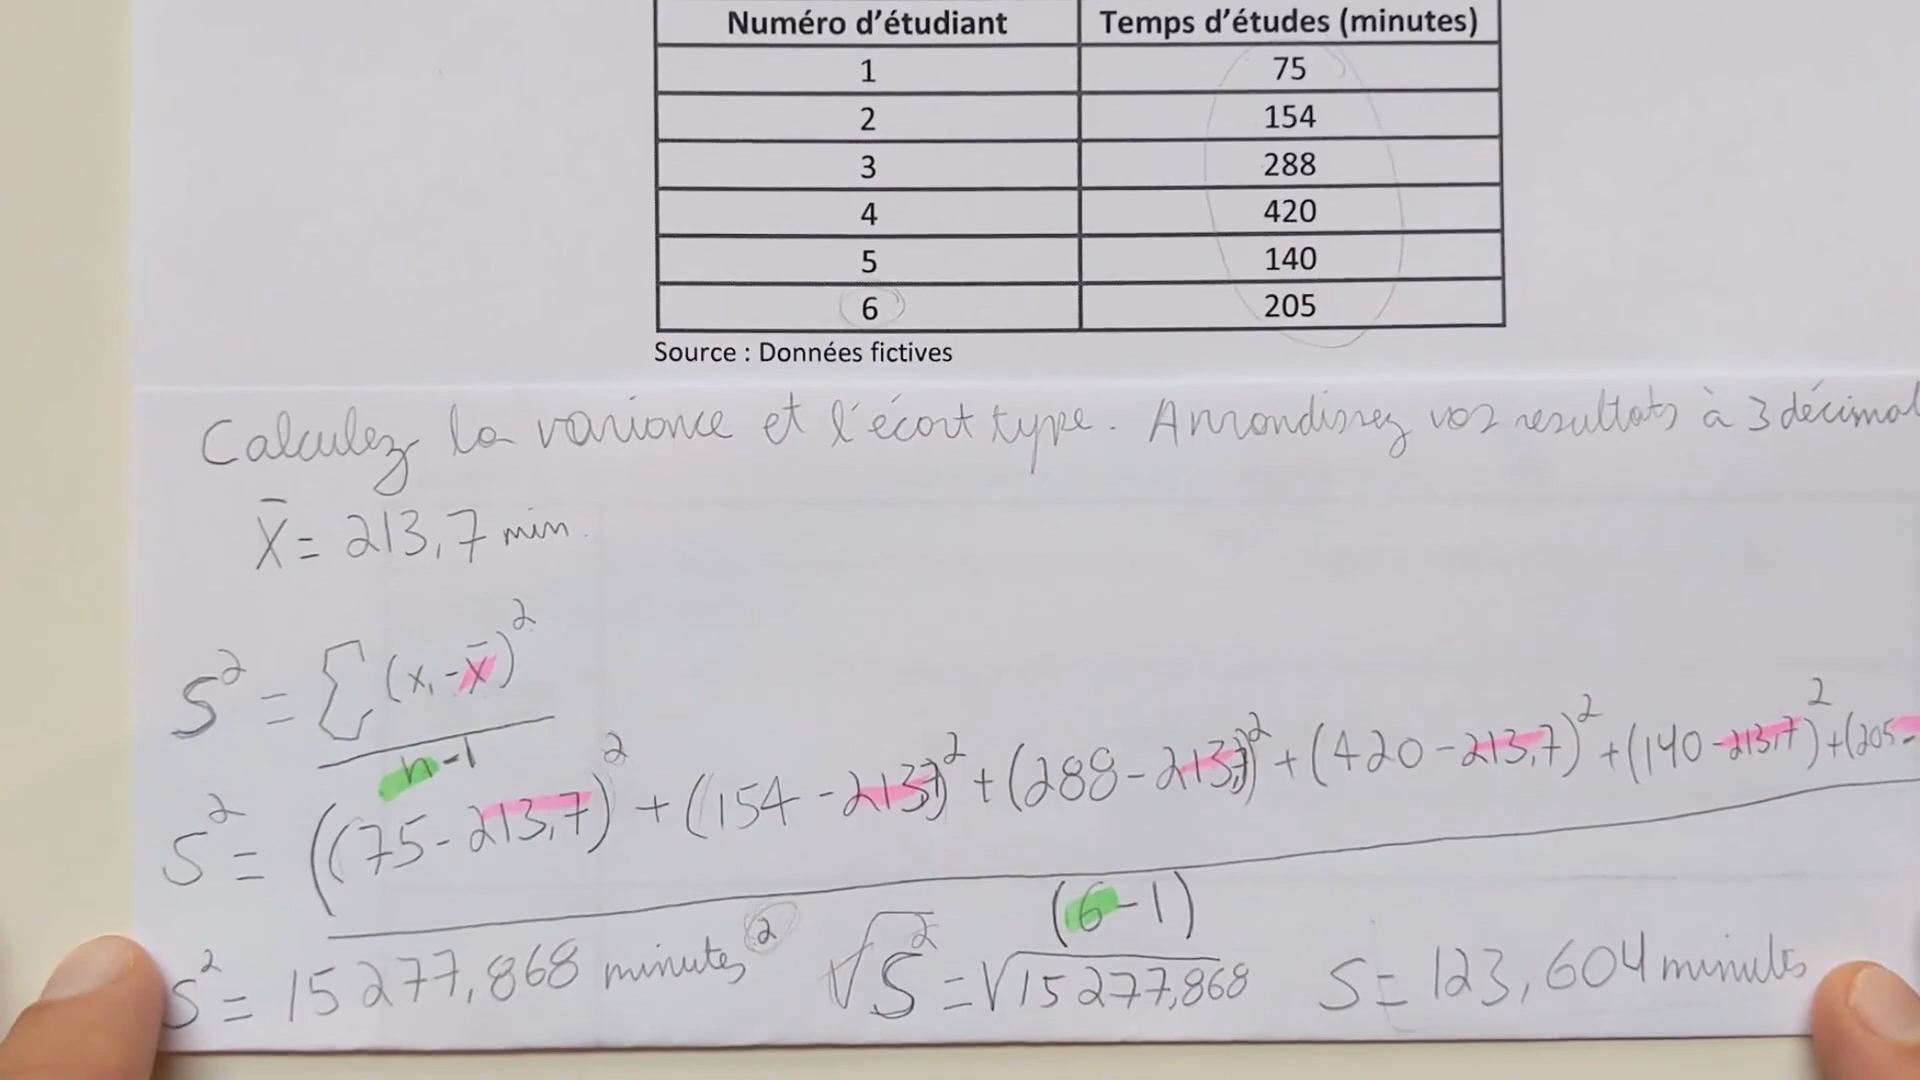 Numéro d'étudiant Temps d'études (minutes)
1 75
2 154
3 288
4 420
5 140
6 205
Source : Données fictives
Calculez la variance et l'écart type. Arrondissez vos resultats à 3 décimal
X̄ = 213,7 min.
S² = Σ(xᵢ-x̄)²
n-1
S² = ((75-213,7)² + (154-213,7)² + (288-213,7)² + (420-213,7)² + (140-213,7)² + (205-
(6-1)
S² = 15 277,868 minutes² √S² = √15 277,868 S = 123,604 minutes